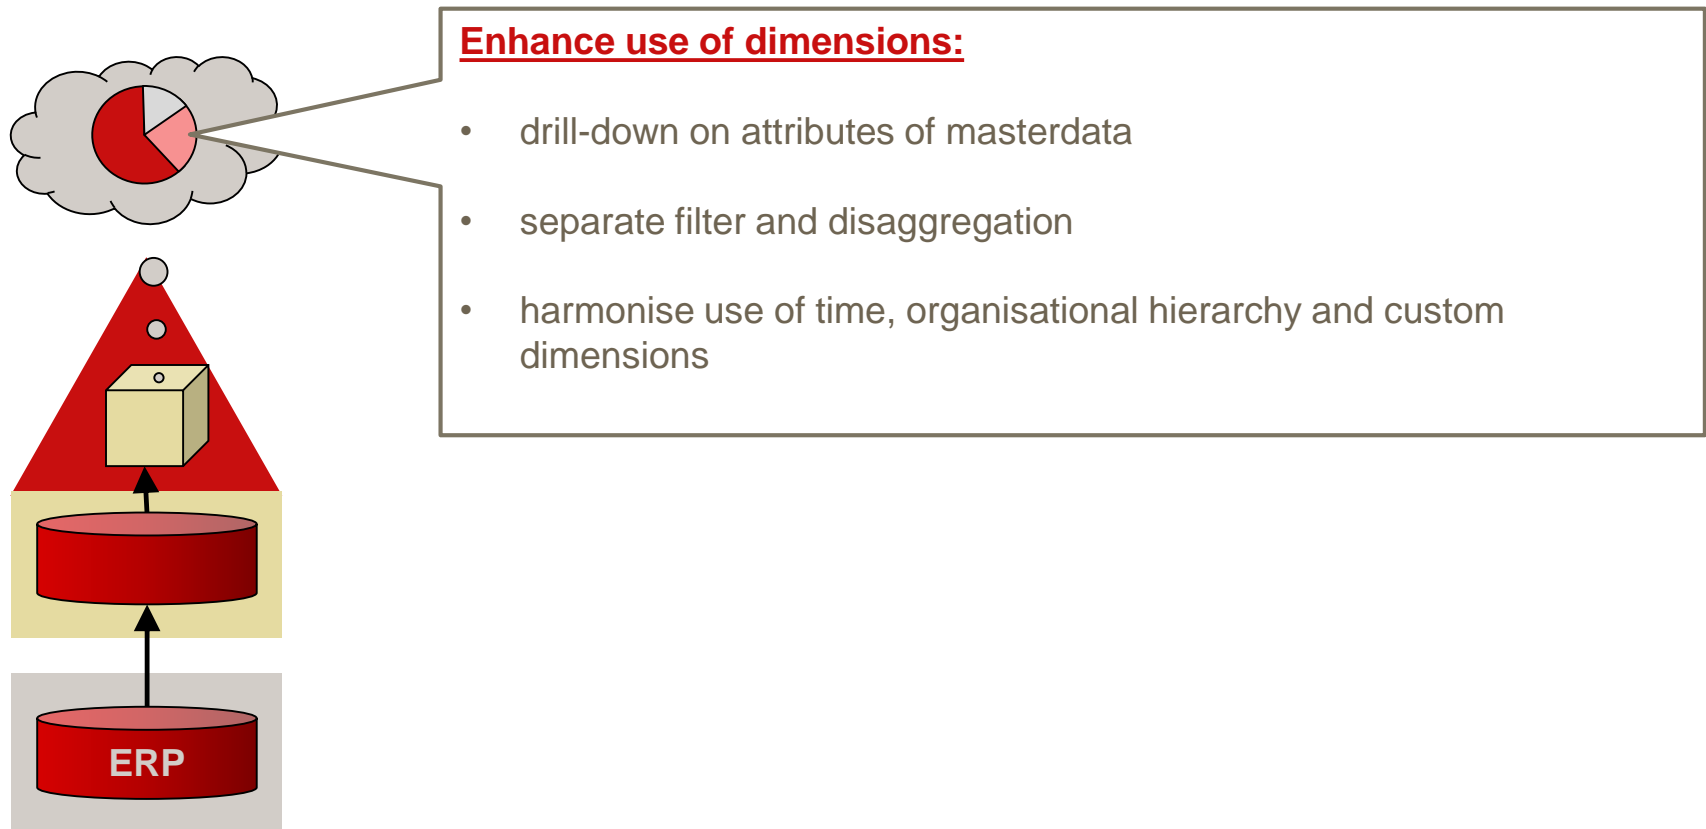 Enhance use of dimensions:
• drill-down on attributes of masterdata
• separate filter and disaggregation
• harmonise use of time, organisational hierarchy and custom
dimensions
ERP